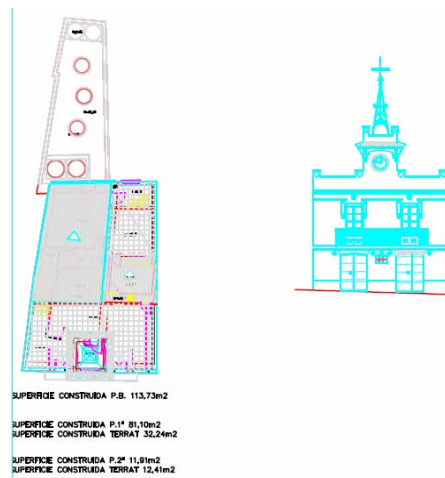 SUPERFICIE CONSTRUIDA P.B. 113,73m2
SUPERFICIE CONSTRUIDA P.1ª 81,10m2
SUPERFICIE CONSTRUIDA TERRAT 32,24m2
SUPERFICIE CONSTRUIDA P.2ª 11,91m2
SUPERFICIE CONSTRUIDA TERRAT 12,41m2